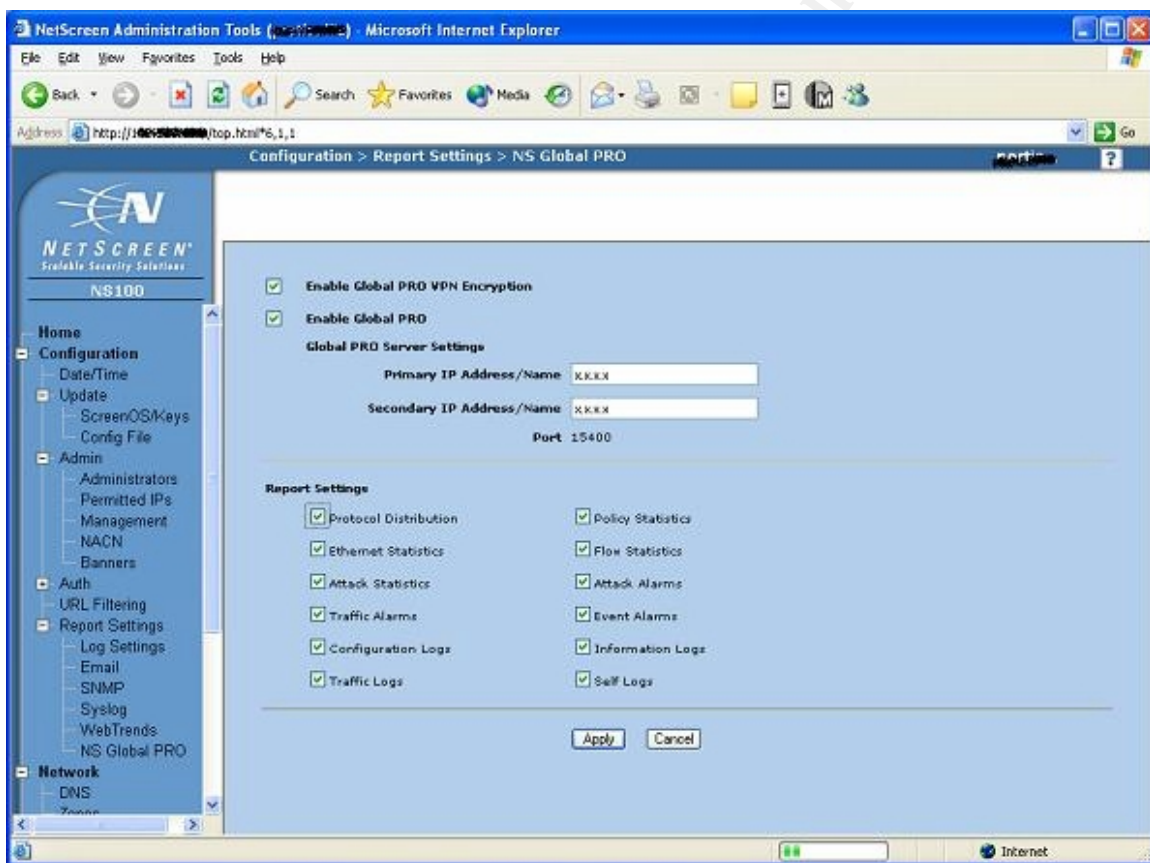 NetScreen Administration Tools ( ) - Microsoft Internet Explorer
File Edit View Favorites Tools Help
Back Search Favorites Media
Address http://1 /top.html*6,1,1 Go
Configuration > Report Settings > NS Global PRO ?
N
NETSCREEN
Scalable Security Solutions
NS100
Home
Configuration
Date/Time
Update
ScreenOS/Keys
Config File
Admin
Administrators
Permitted IPs
Management
NACN
Banners
Auth
URL Filtering
Report Settings
Log Settings
Email
SNMP
Syslog
WebTrends
NS Global PRO
Network
DNS
Zones
Enable Global PRO VPN Encryption
Enable Global PRO
Global PRO Server Settings
Primary IP Address/Name x.x.x.x
Secondary IP Address/Name x.x.x.x
Port 15400
Report Settings
Protocol Distribution Policy Statistics
Ethernet Statistics Flow Statistics
Attack Statistics Attack Alarms
Traffic Alarms Event Alarms
Configuration Logs Information Logs
Traffic Logs Self Logs
Apply Cancel
Internet